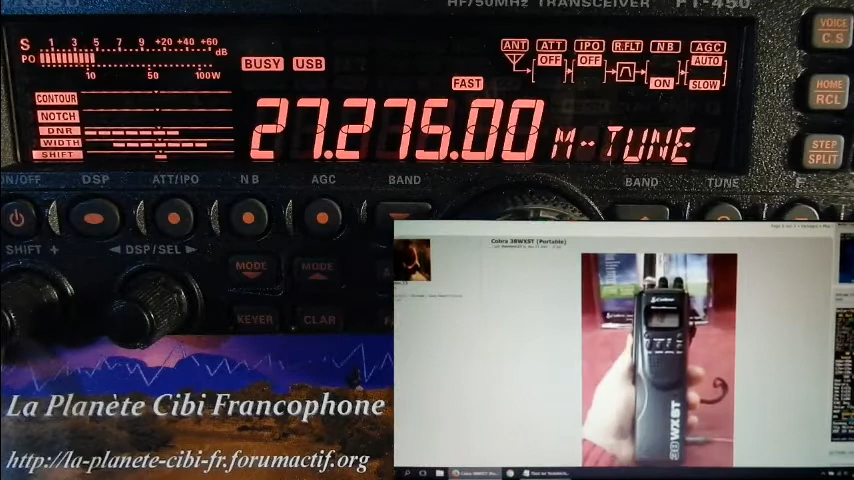 HF/50MHz TRANSCEIVER FT-450
S 1 3 5 7 9 +20 +40 +60 dB
PO 10 50 100W
BUSY USB
ANT ATT IPO R.FLT NB AGC
OFF OFF AUTO
ON SLOW
FAST
VOICE
C.S
HOME
RCL
STEP
SPLIT
CONTOUR
NOTCH
DNR
WIDTH
SHIFT
27.275.00 M-TUNE
ON/OFF DSP ATT/IPO NB AGC BAND BAND TUNE
SHIFT + ◄ DSP/SEL ►
MODE MODE
KEYER CLAR
Cobra 38WXST [Portable]
Cobra
38WXST
La Planète Cibi Francophone
http://la-planete-cibi-fr.forumactif.org